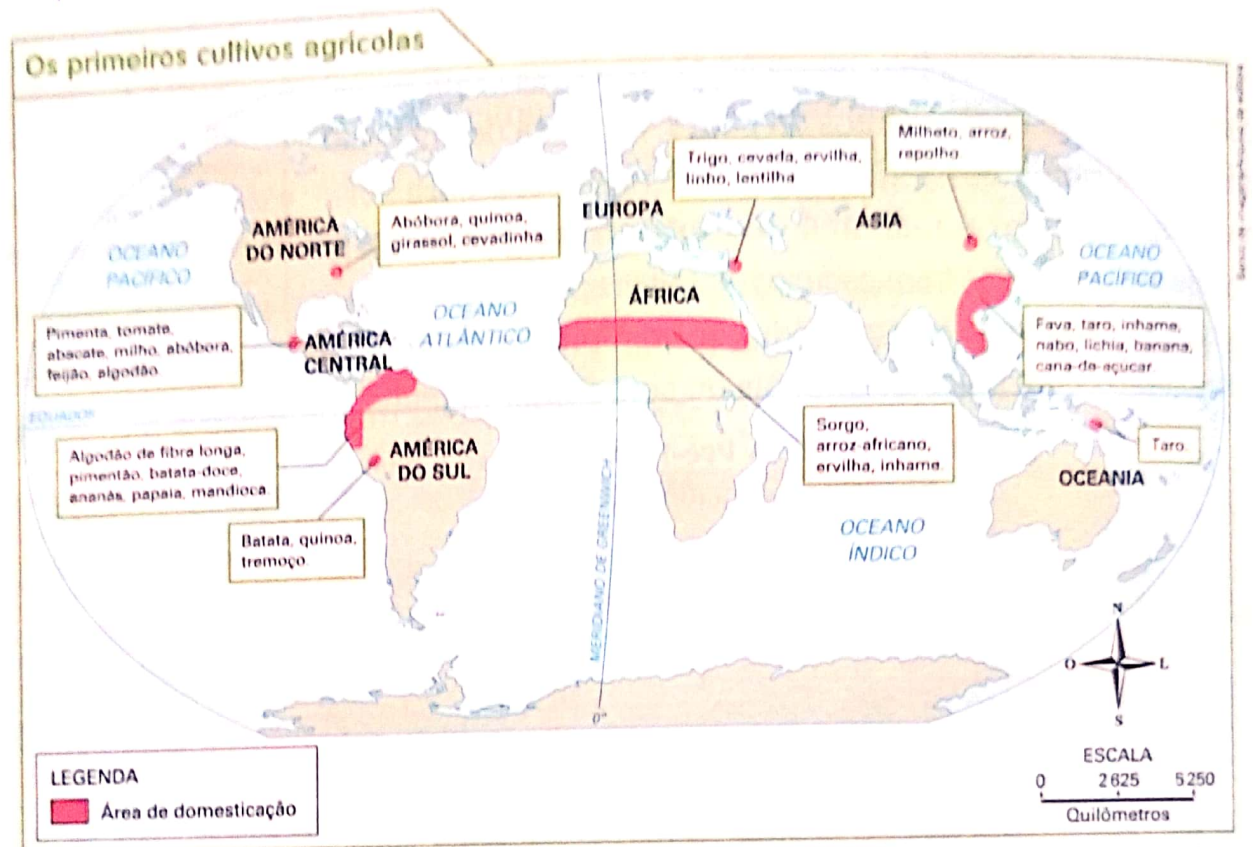 Os primeiros cultivos agrícolas
Milheto, arroz,
repolho.
Trigo, cevada, ervilha,
linho, lentilha
EUROPA
ÁSIA
AMÉRICA
DO NORTE
Abóbora, quinoa,
girassol, cevadinha
OCEANO
PACÍFICO
OCEANO
PACÍFICO
ÁFRICA
OCEANO
ATLÂNTICO
Pimenta, tomate,
abacate, milho, abóbora,
feijão, algodão.
AMÉRICA
CENTRAL
Fava, taro, inhame,
nabo, lichia, banana,
cana-de-açúcar
EQUADOR
0°
Algodão de fibra longa,
pimentão, batata-doce,
ananás, papaia, mandioca.
AMÉRICA
DO SUL
Sorgo,
arroz-africano,
ervilha, inhame.
Taro.
OCEANIA
Batata, quinoa,
tremoço.
MERIDIANO DE GREENWICH
OCEANO
ÍNDICO
0°
N
O
L
S
LEGENDA
Área de domesticação
ESCALA
0 2625 5250
Quilômetros